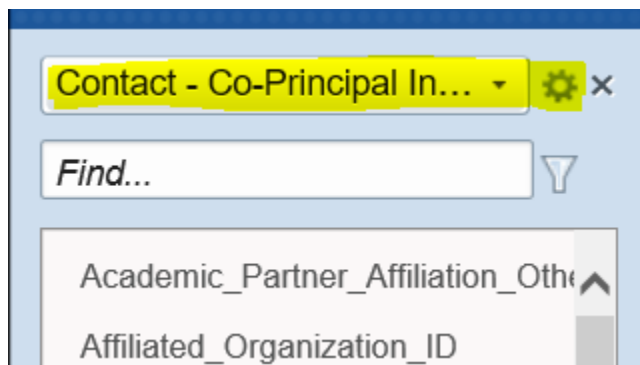 Contact - Co-Principal In...
Find...
Academic_Partner_Affiliation_Othe
Affiliated_Organization_ID